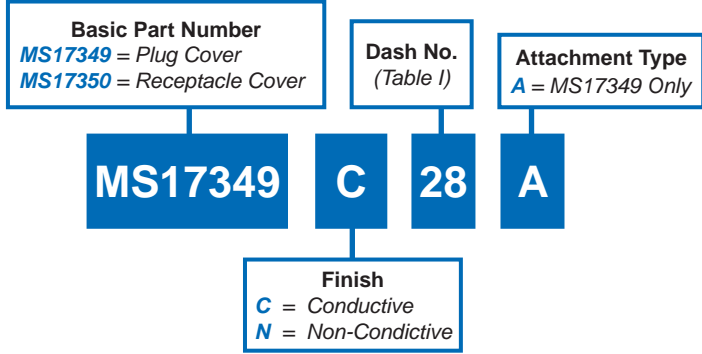 Basic Part Number
MS17349 = Plug Cover
MS17350 = Receptacle Cover
Dash No.
(Table I)
Attachment Type
A = MS17349 Only
MS17349
C
28
A
Finish
C = Conductive
N = Non-Condictive